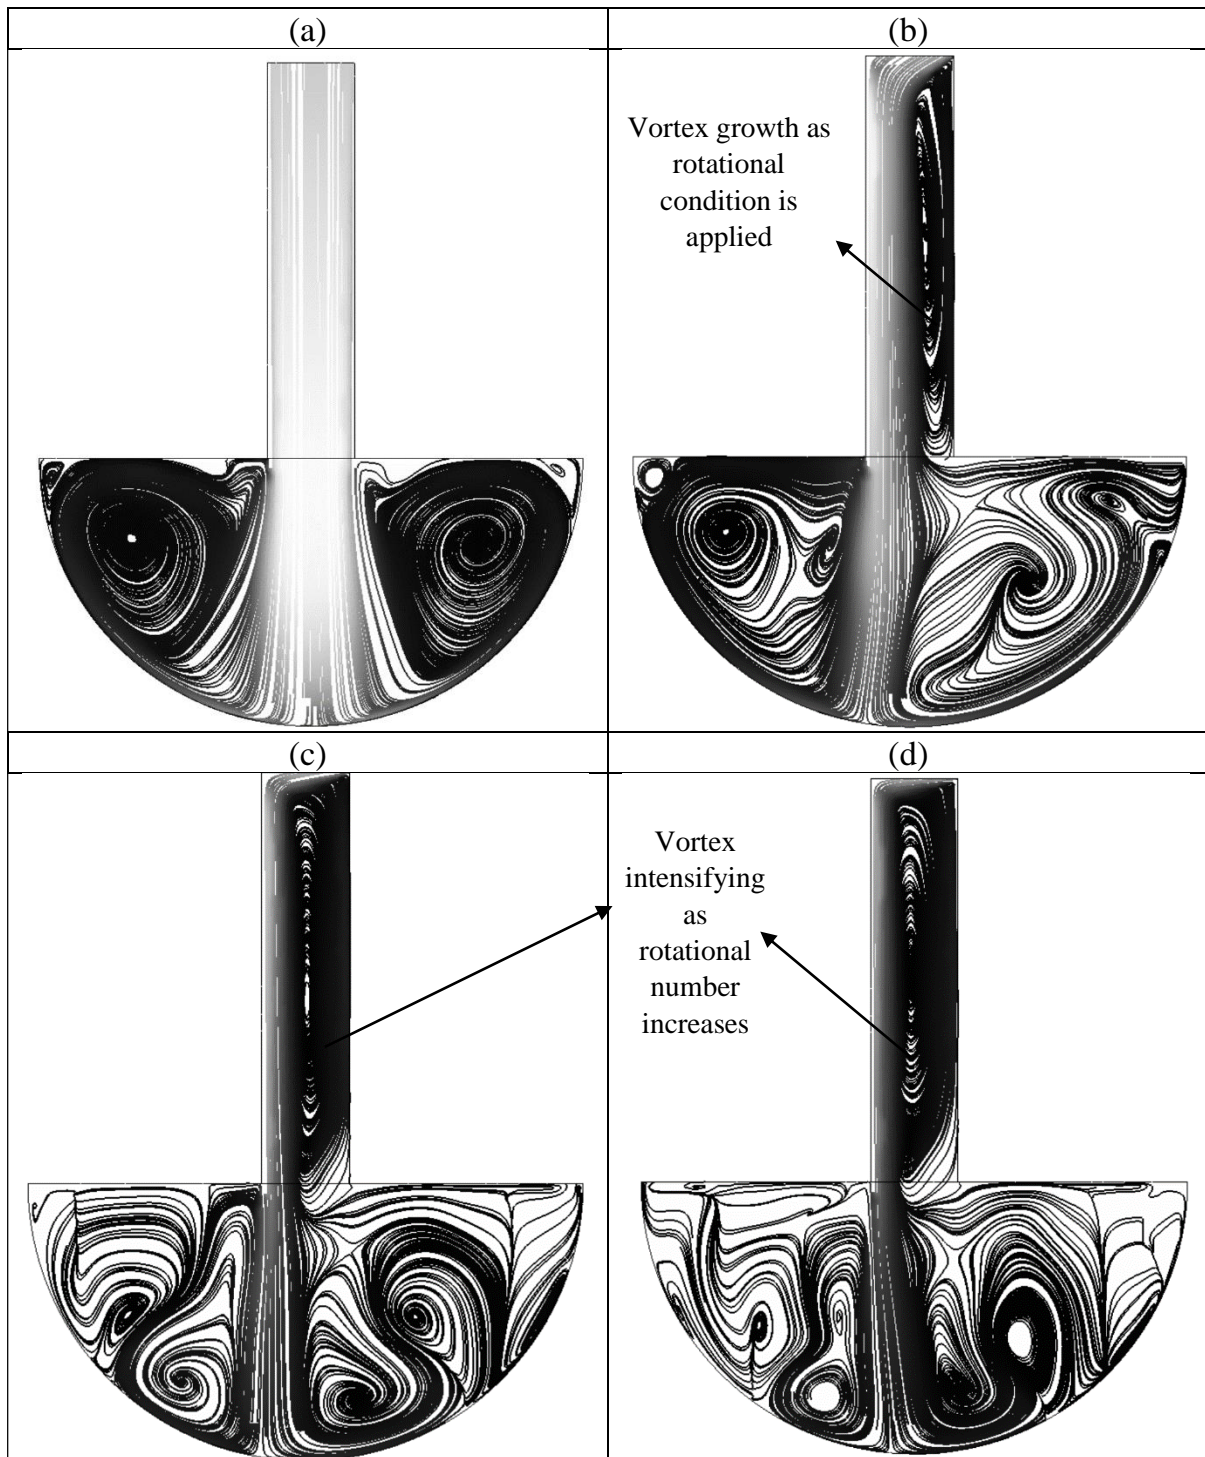 (a)
(b)
Vortex growth as
rotational
condition is
applied
(c)
(d)
Vortex
intensifying
as
rotational
number
increases